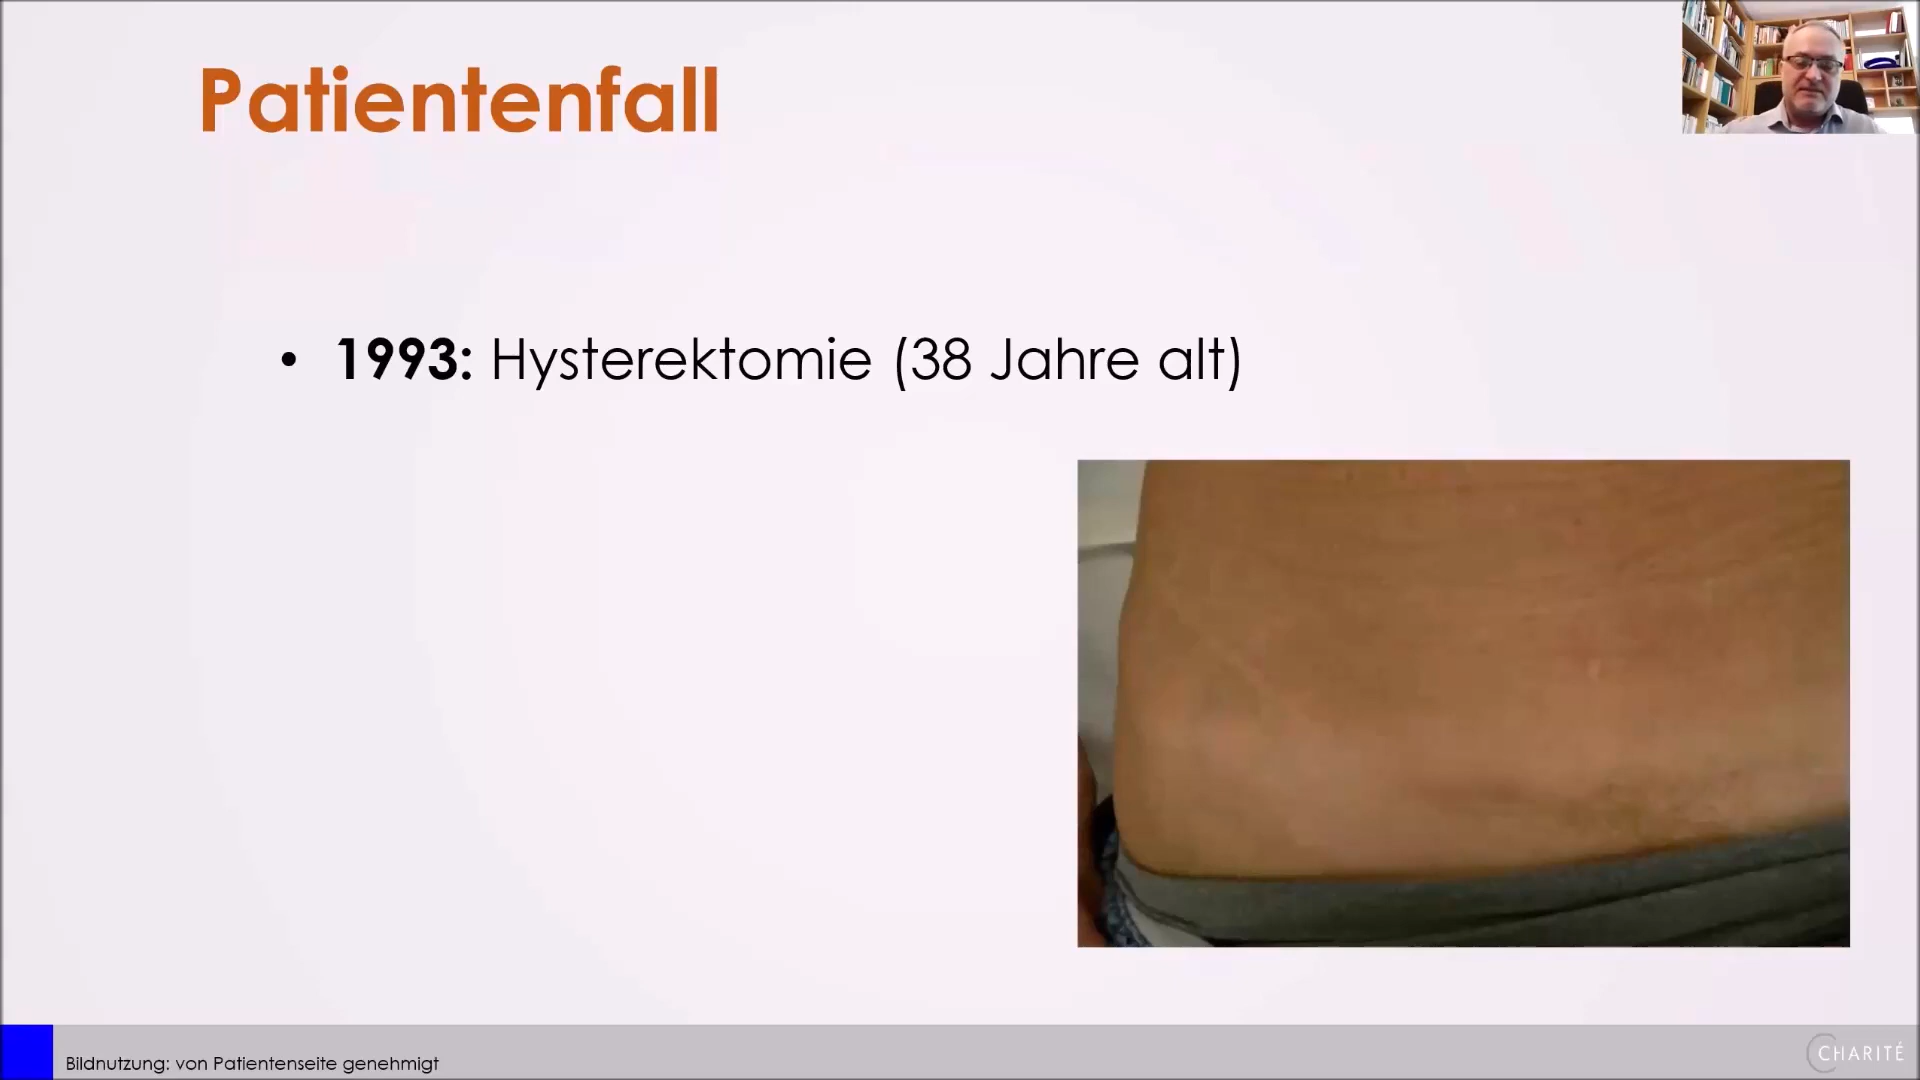 Patientenfall
• 1993: Hysterektomie (38 Jahre alt)
Bildnutzung: von Patientenseite genehmigt
CHARITÉ